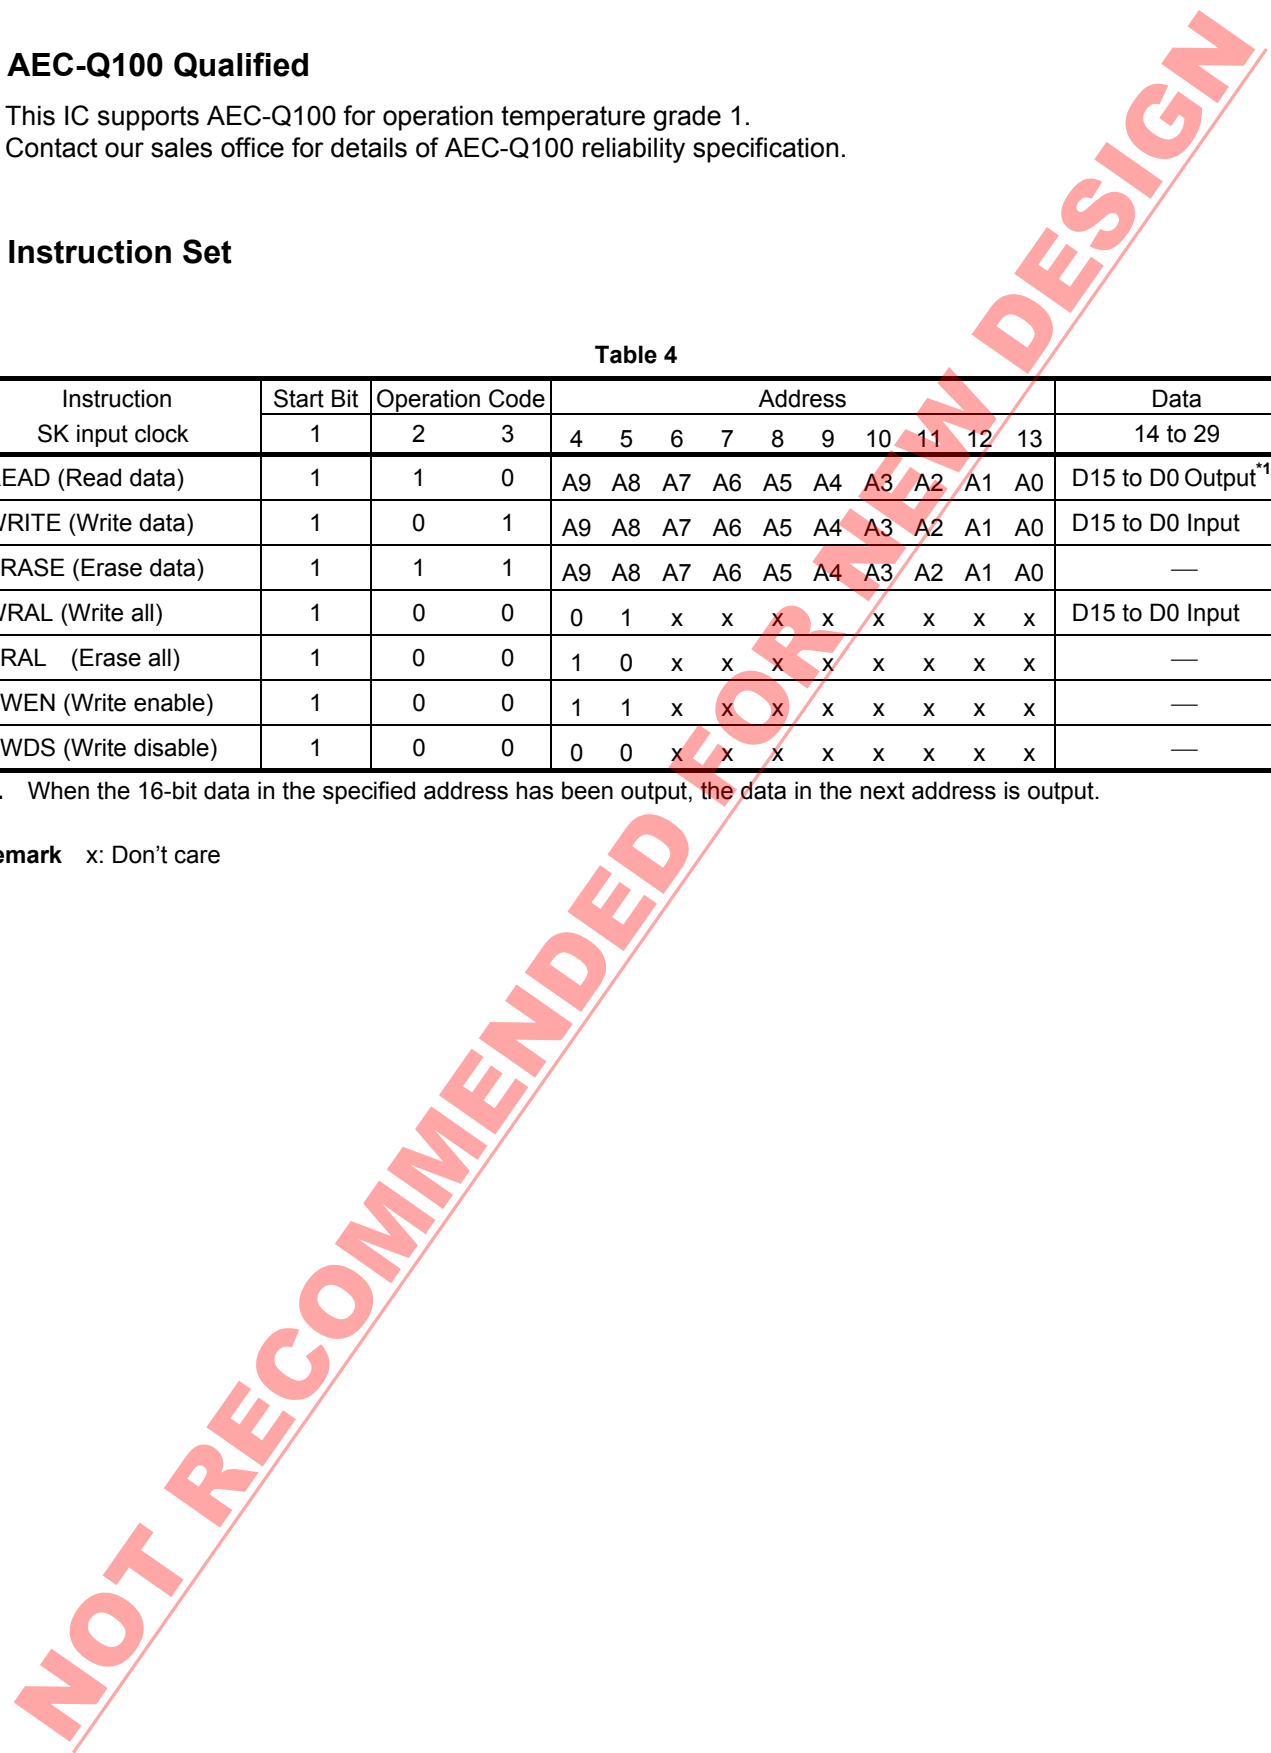 AEC-Q100 Qualified
This IC supports AEC-Q100 for operation temperature grade 1.
Contact our sales office for details of AEC-Q100 reliability specification.
Instruction Set
Table 4
Instruction Start Bit Operation Code Address Data
SK input clock 1 2 3 4 5 6 7 8 9 10 11 12 13 14 to 29
EAD (Read data) 1 1 0 A9 A8 A7 A6 A5 A4 A3 A2 A1 A0 D15 to D0 Output*1
RITE (Write data) 1 0 1 A9 A8 A7 A6 A5 A4 A3 A2 A1 A0 D15 to D0 Input
RASE (Erase data) 1 1 1 A9 A8 A7 A6 A5 A4 A3 A2 A1 A0 —
RAL (Write all) 1 0 0 0 1 x x x x x x x x D15 to D0 Input
RAL (Erase all) 1 0 0 1 0 x x x x x x x x —
WEN (Write enable) 1 0 0 1 1 x x x x x x x x —
WDS (Write disable) 1 0 0 0 0 x x x x x x x x —
. When the 16-bit data in the specified address has been output, the data in the next address is output.
emark x: Don't care
NOT RECOMMENDED FOR NEW DESIGN